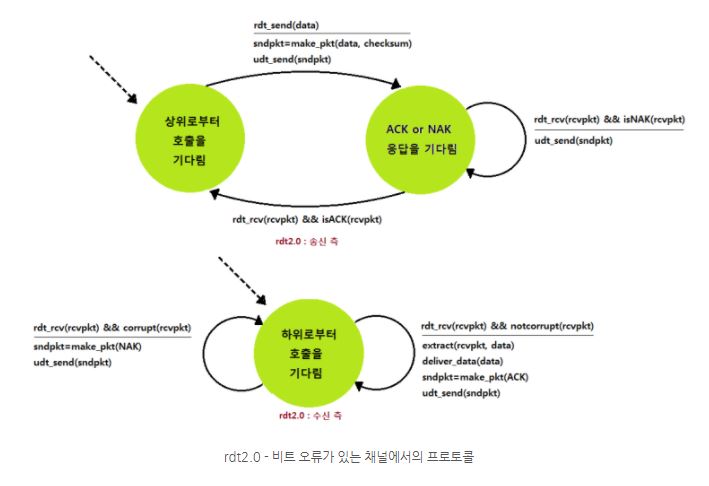 rdt_send(data)
sndpkt=make_pkt(data, checksum)
udt_send(sndpkt)
상위로부터
호출을
기다림
ACK or NAK
응답을 기다림
rdt_rcv(rcvpkt) && isNAK(rcvpkt)
udt_send(sndpkt)
rdt_rcv(rcvpkt) && isACK(rcvpkt)
rdt2.0 : 송신 측
rdt_rcv(rcvpkt) && corrupt(rcvpkt)
sndpkt=make_pkt(NAK)
udt_send(sndpkt)
하위로부터
호출을
기다림
rdt_rcv(rcvpkt) && notcorrupt(rcvpkt)
extract(rcvpkt, data)
deliver_data(data)
sndpkt=make_pkt(ACK)
udt_send(sndpkt)
rdt2.0 : 수신 측
rdt2.0 - 비트 오류가 있는 채널에서의 프로토콜